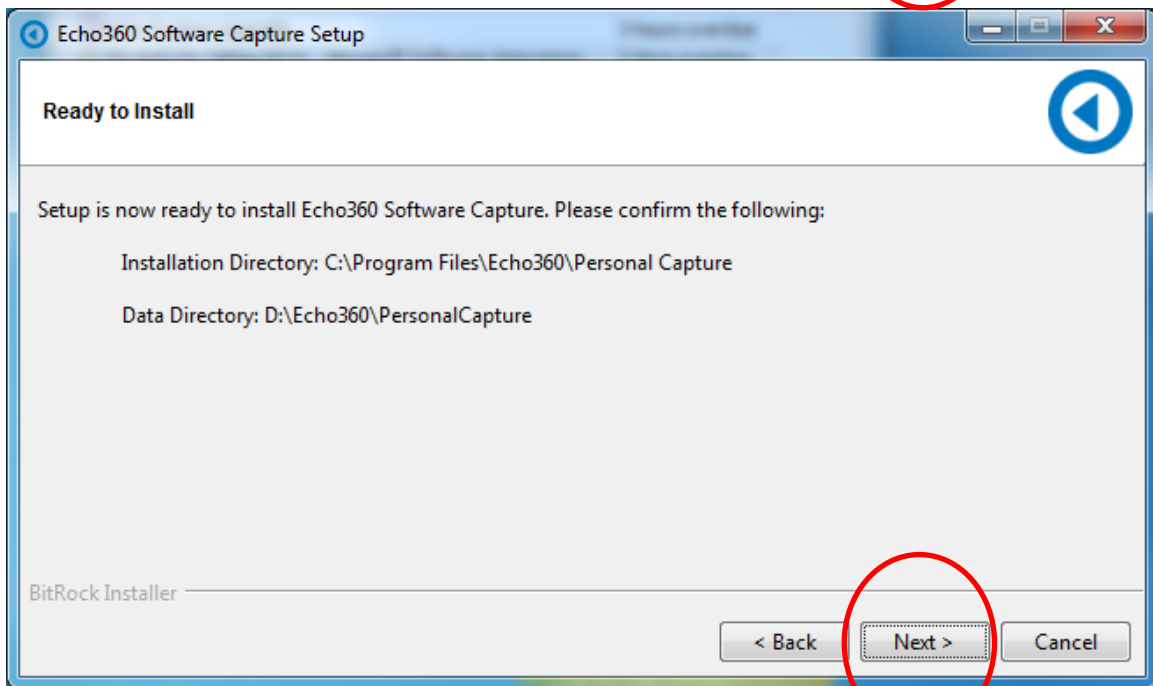 Echo360 Software Capture Setup
Ready to Install
Setup is now ready to install Echo360 Software Capture. Please confirm the following:
Installation Directory: C:\Program Files\Echo360\Personal Capture
Data Directory: D:\Echo360\PersonalCapture
BitRock Installer
< Back Next > Cancel